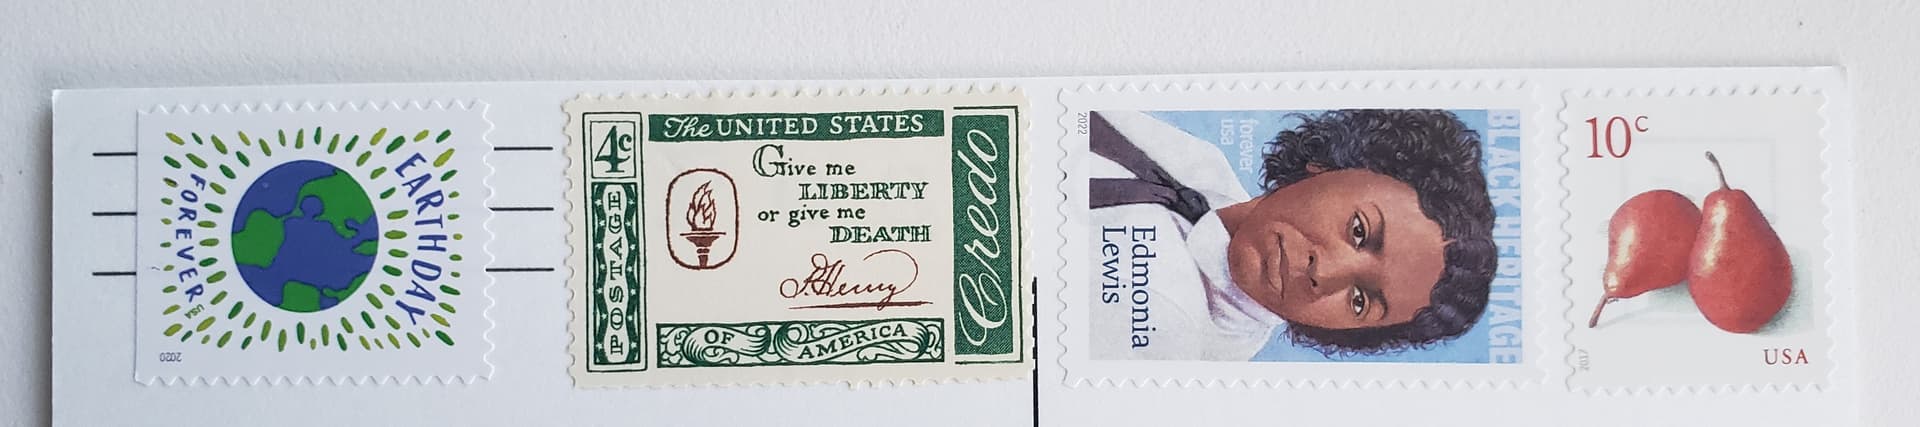 EARTH DAY
FOREVER USA
2020
4c
POSTAGE
The UNITED STATES
Give me
LIBERTY
or give me
DEATH
P. Henry
OF AMERICA
Credo
2022
forever
usa
BLACK HERITAGE
Edmonia
Lewis
10c
USA
2017